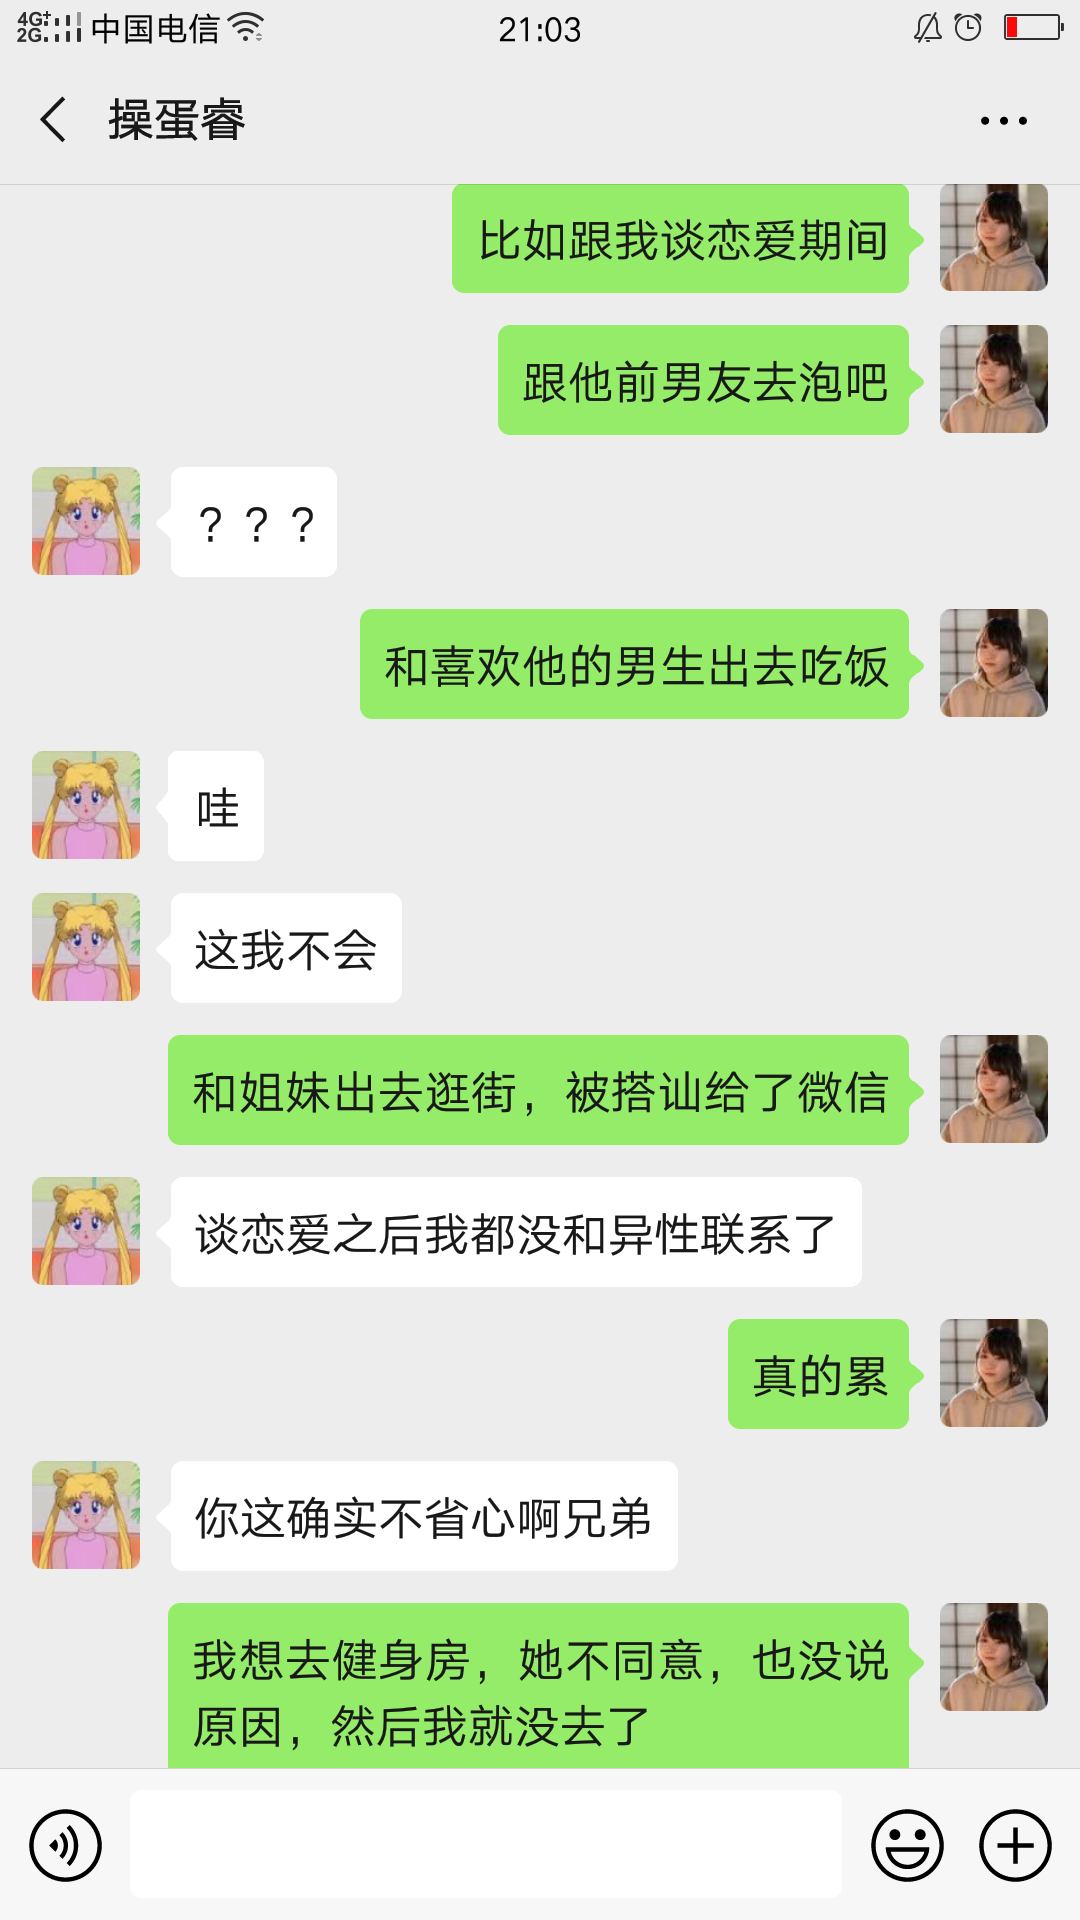 4G+
2G
中国电信
21:03
操蛋睿
比如跟我谈恋爱期间
跟他前男友去泡吧
？？？
和喜欢他的男生出去吃饭
哇
这我不会
和姐妹出去逛街，被搭讪给了微信
谈恋爱之后我都没和异性联系了
真的累
你这确实不省心啊兄弟
我想去健身房，她不同意，也没说
原因，然后我就没去了